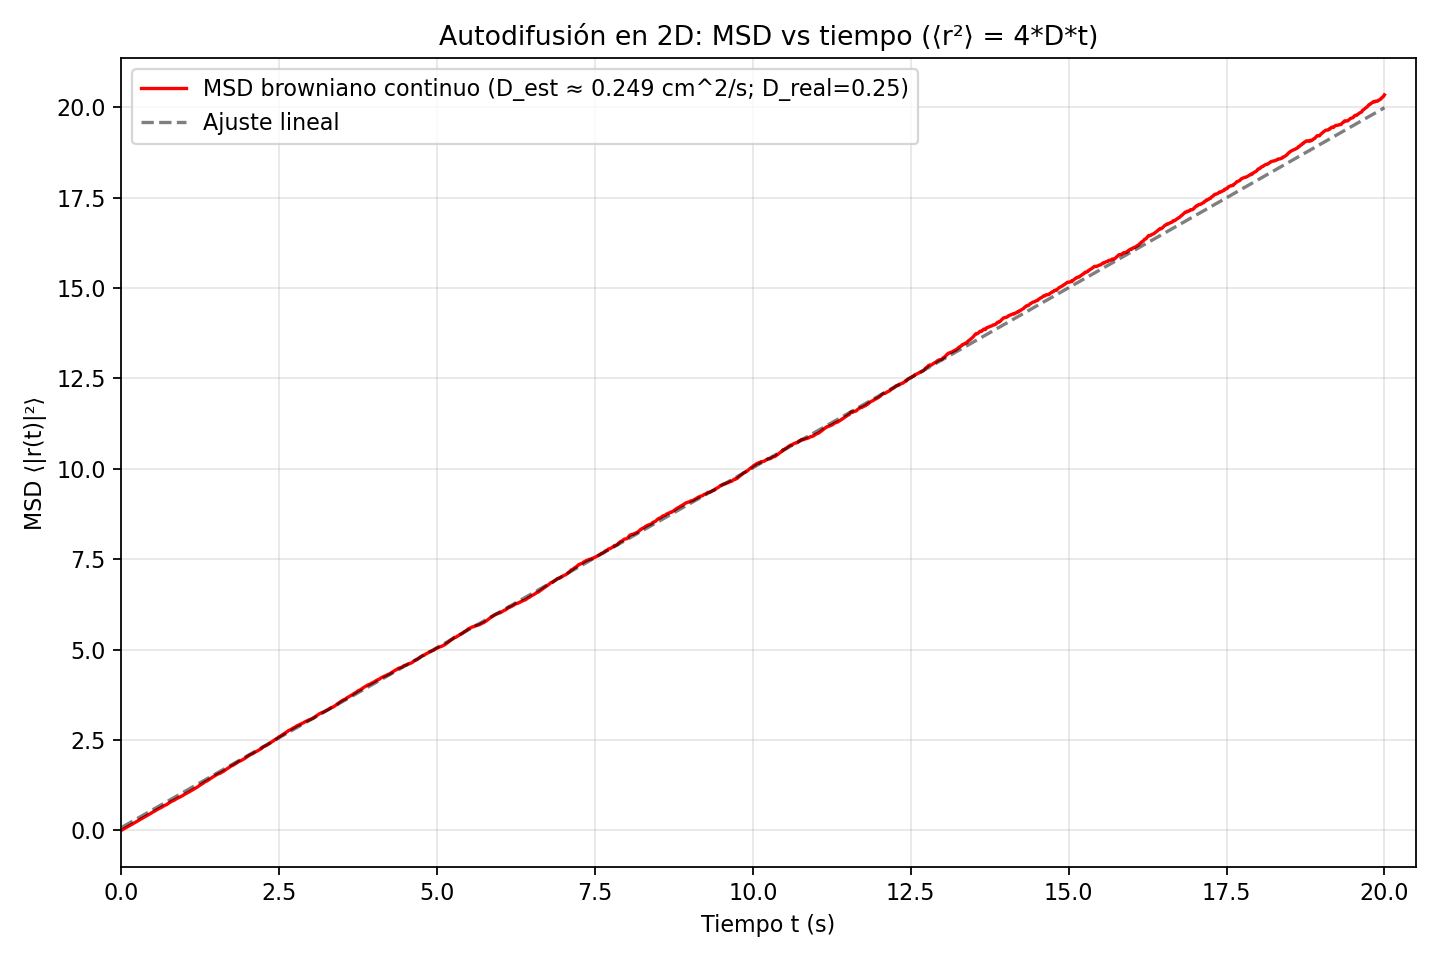 Autodifusión en 2D: MSD vs tiempo (⟨r²⟩ = 4*D*t)
MSD browniano continuo (D_est ≈ 0.249 cm^2/s; D_real=0.25)
Ajuste lineal
20.0
17.5
15.0
12.5
10.0
7.5
5.0
2.5
0.0
MSD ⟨|r(t)|²⟩
0.0 2.5 5.0 7.5 10.0 12.5 15.0 17.5 20.0
Tiempo t (s)